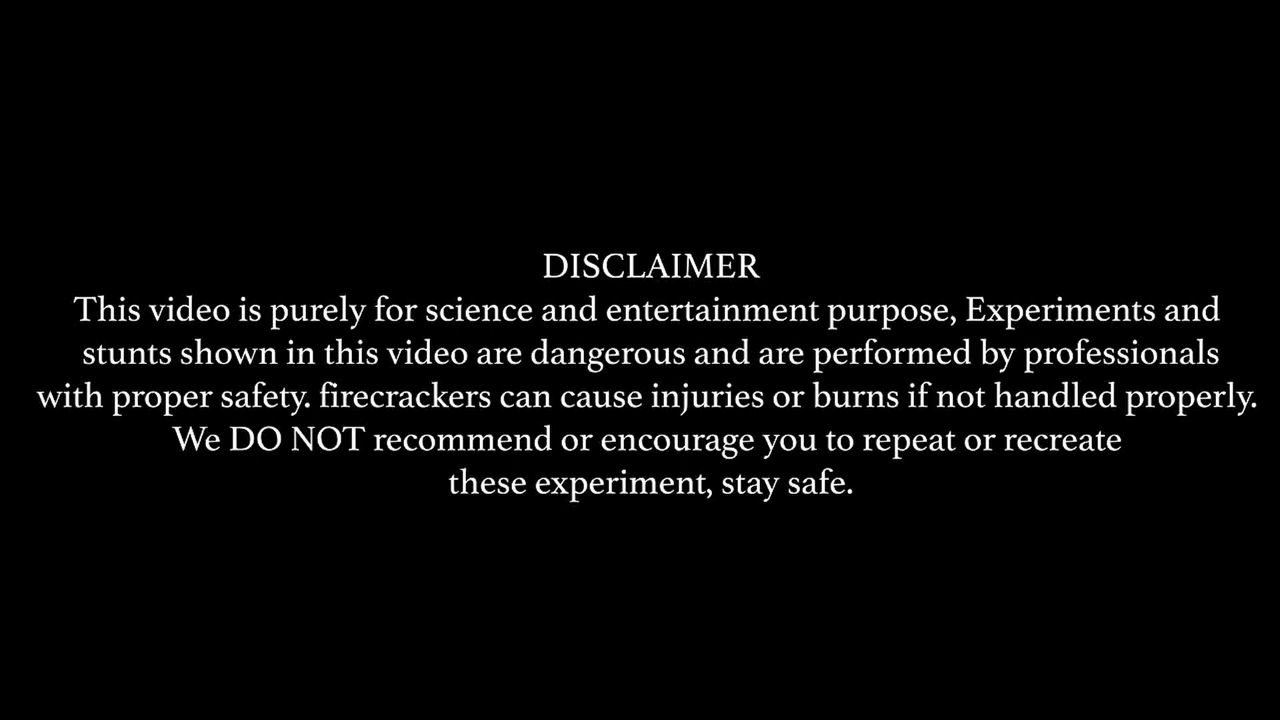 DISCLAIMER
This video is purely for science and entertainment purpose, Experiments and
stunts shown in this video are dangerous and are performed by professionals
with proper safety. firecrackers can cause injuries or burns if not handled properly.
We DO NOT recommend or encourage you to repeat or recreate
these experiment, stay safe.